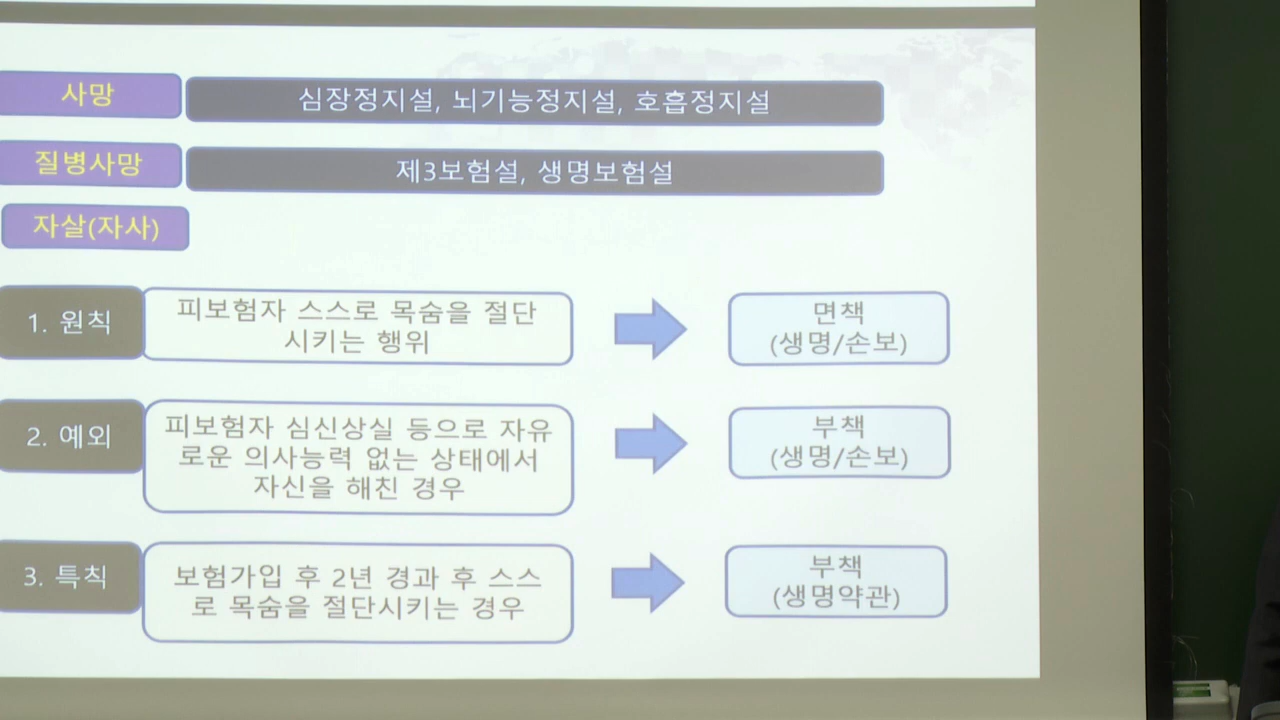 사망
심장정지설, 뇌기능정지설, 호흡정지설
질병사망
제3보험설, 생명보험설
자살(자사)
1. 원칙
피보험자 스스로 목숨을 절단
시키는 행위
면책
(생명/손보)
2. 예외
피보험자 심신상실 등으로 자유
로운 의사능력 없는 상태에서
자신을 해친 경우
부책
(생명/손보)
3. 특칙
보험가입 후 2년 경과 후 스스
로 목숨을 절단시키는 경우
부책
(생명약관)